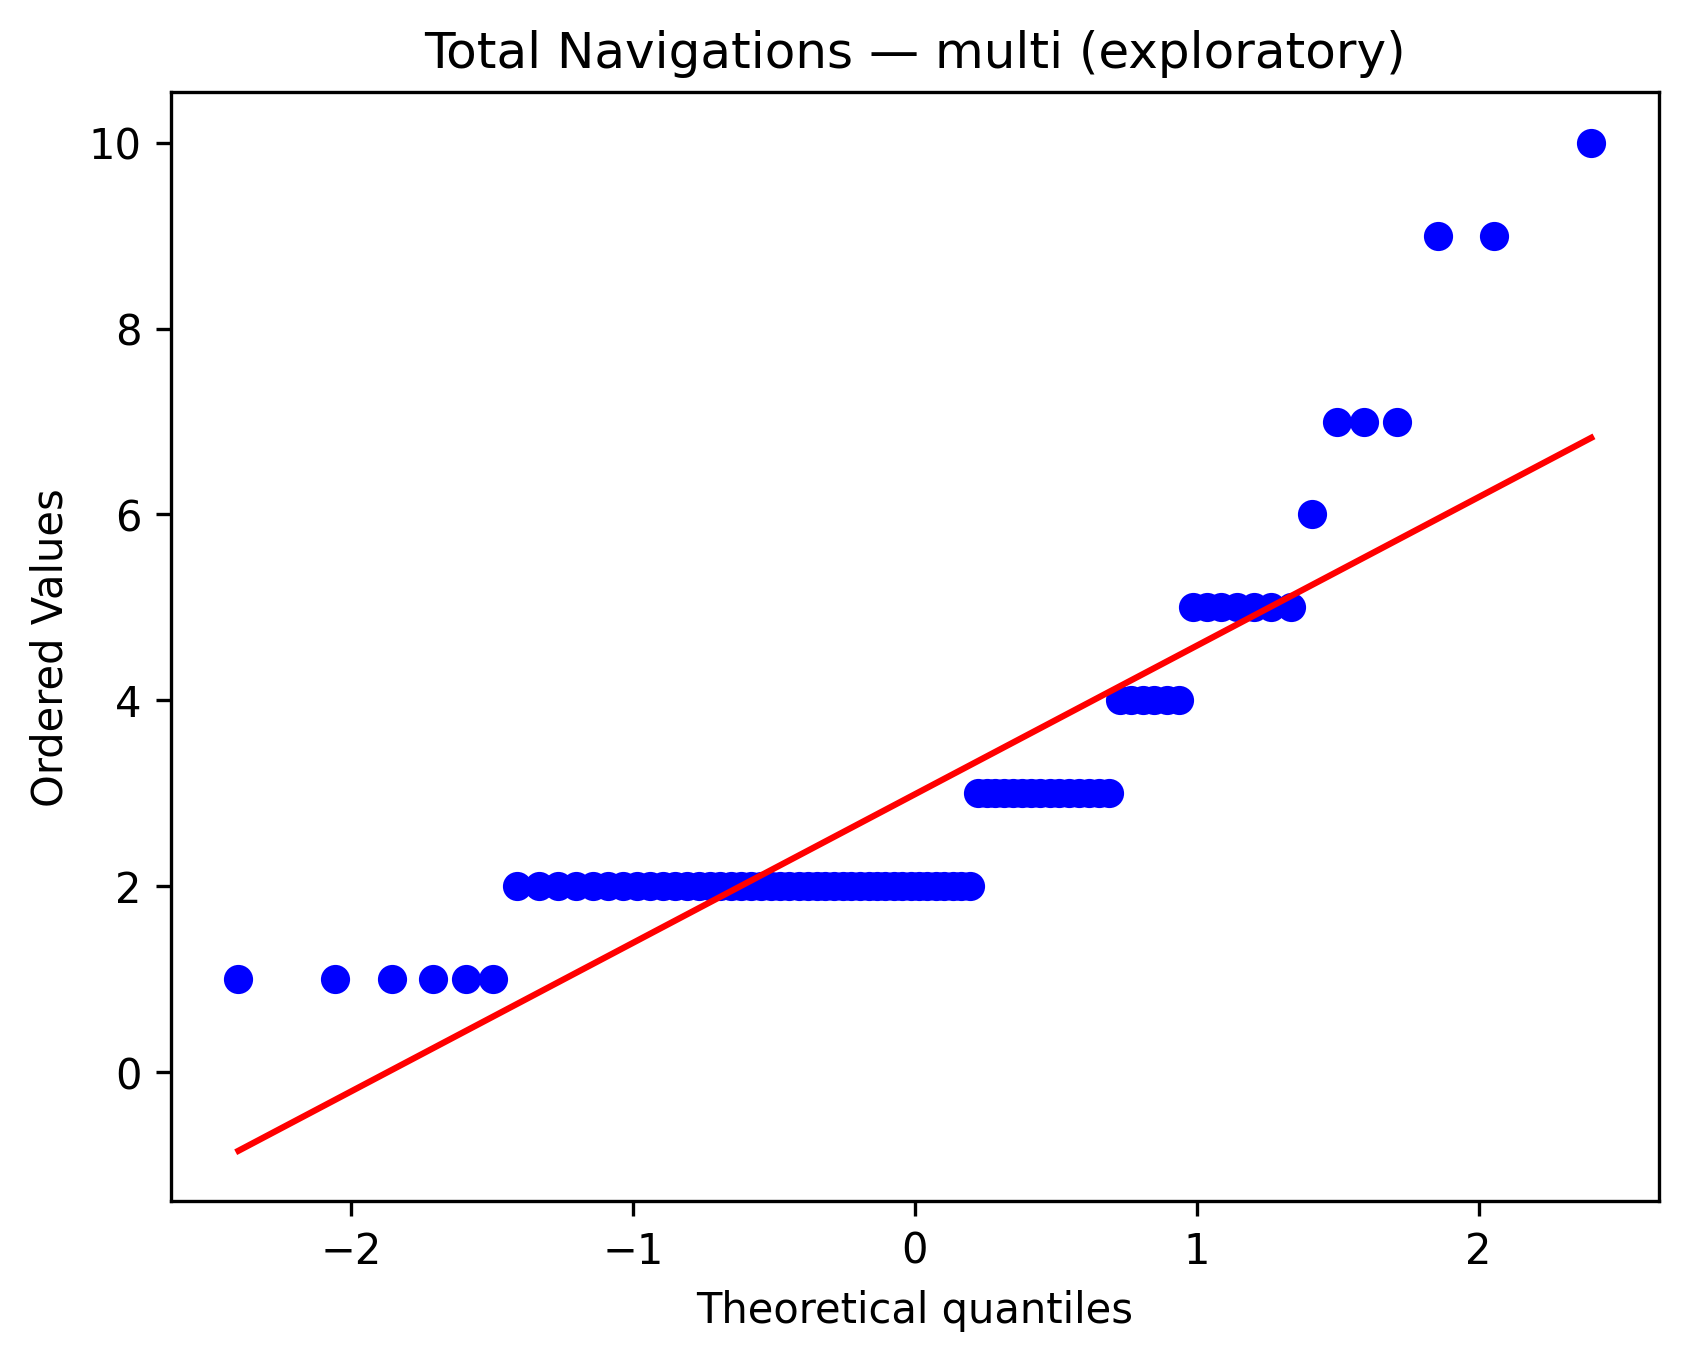 Total Navigations — multi (exploratory)
10
8
6
4
2
0
Ordered Values
−2 −1 0 1 2
Theoretical quantiles